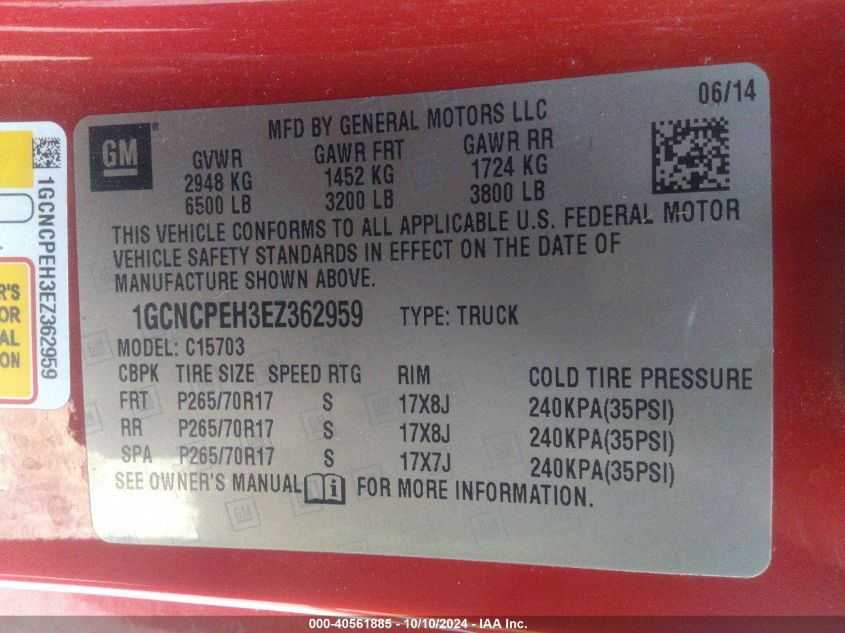 06/14
GM
MFD BY GENERAL MOTORS LLC
GVWR GAWR FRT GAWR RR
2948 KG 1452 KG 1724 KG
6500 LB 3200 LB 3800 LB
THIS VEHICLE CONFORMS TO ALL APPLICABLE U.S. FEDERAL MOTOR
VEHICLE SAFETY STANDARDS IN EFFECT ON THE DATE OF
MANUFACTURE SHOWN ABOVE.
1GCNCPEH3EZ362959 TYPE: TRUCK
MODEL: C15703
CBPK TIRE SIZE SPEED RTG RIM COLD TIRE PRESSURE
FRT P265/70R17 S 17X8J 240KPA(35PSI)
RR P265/70R17 S 17X8J 240KPA(35PSI)
SPA P265/70R17 S 17X7J 240KPA(35PSI)
SEE OWNER'S MANUAL FOR MORE INFORMATION.
1GCNCPEH3EZ362959
000-40561885 - 10/10/2024 - IAA Inc.